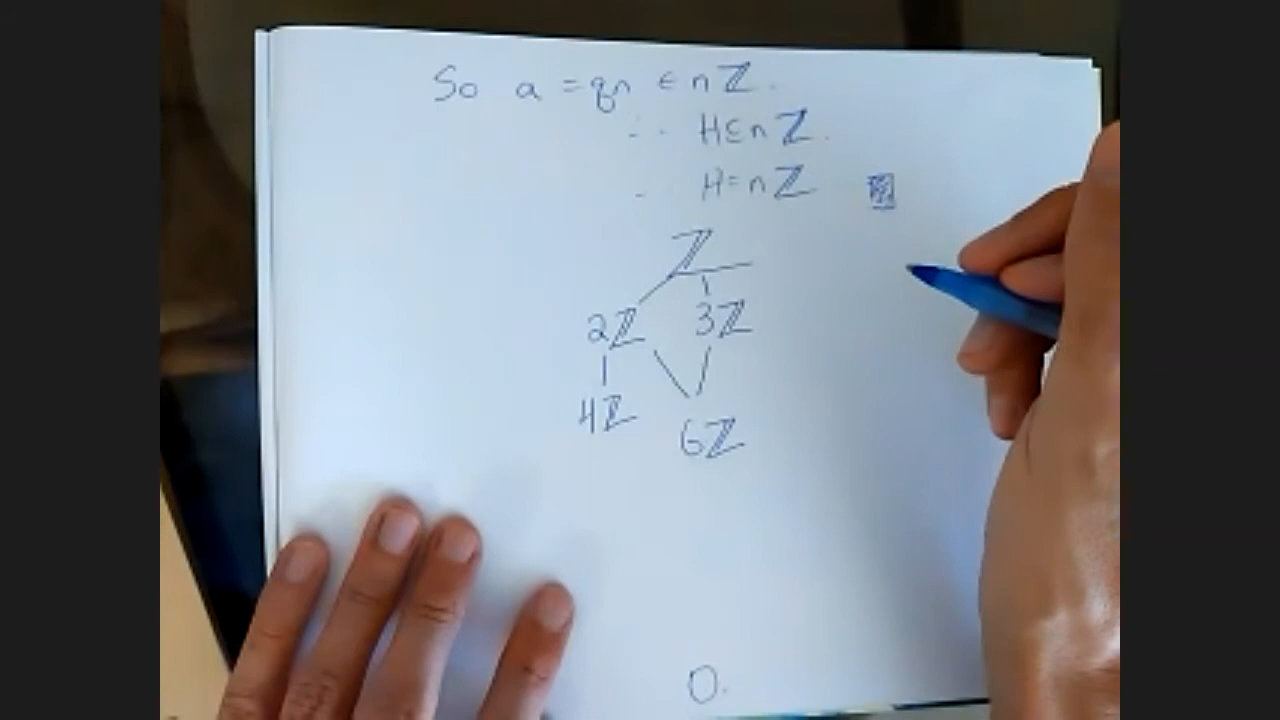 So a = qn ∈ nℤ.
∴ H ⊆ nℤ.
∴ H = nℤ
ℤ
2ℤ 3ℤ
4ℤ 6ℤ
0.